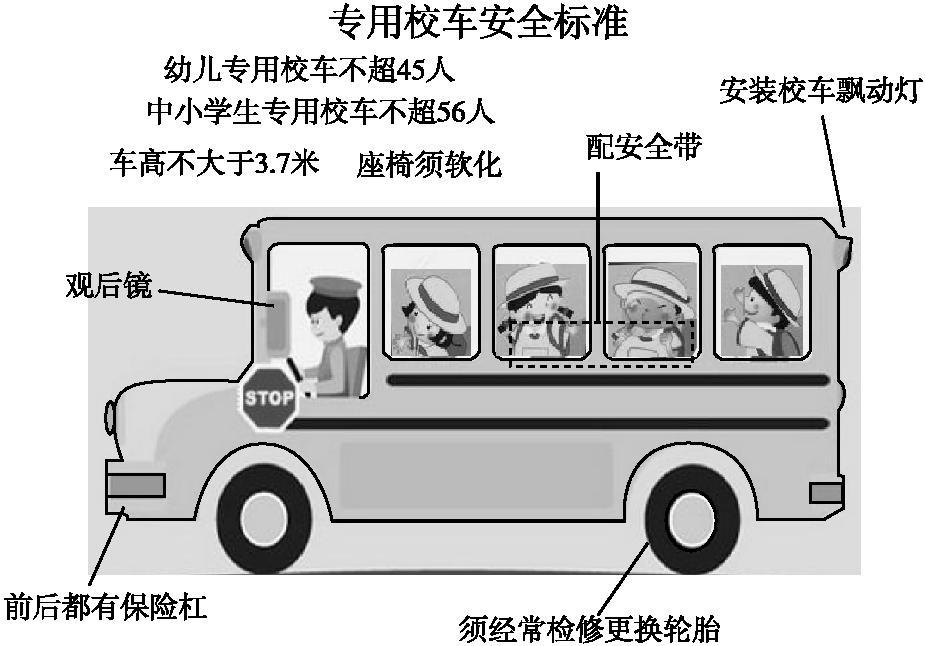 专用校车安全标准
幼儿专用校车不超45人
中小学生专用校车不超56人
安装校车飘动灯
车高不大于3.7米 座椅须软化
配安全带
观后镜
STOP
前后都有保险杠
须经常检修更换轮胎